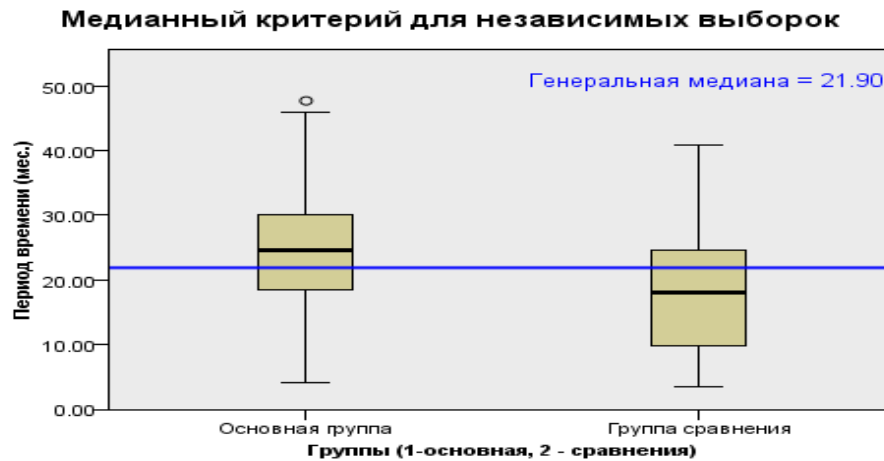 Медианный критерий для независимых выборок
Генеральная медиана = 21.90
Период времени (мес.)
50.00
40.00
30.00
20.00
10.00
0.00
Основная группа
Группа сравнения
Группы (1-основная, 2 - сравнения)